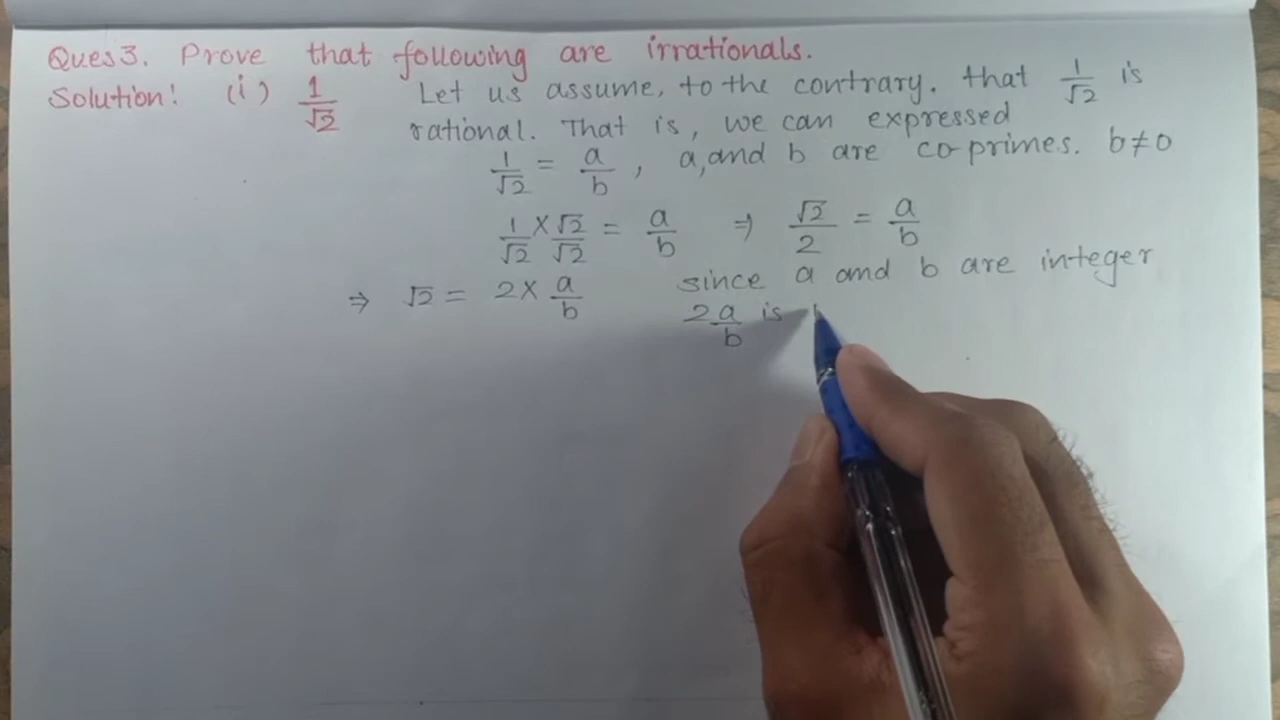 Ques 3. Prove that following are irrationals.
Solution: (i) 1/√2 Let us assume, to the contrary. that 1/√2 is
rational. That is, we can expressed
1/√2 = a/b , a, and b are co-primes. b≠0
1/√2 × √2/√2 = a/b ⇒ √2/2 = a/b
⇒ √2 = 2 × a/b since a and b are integer
2a/b is